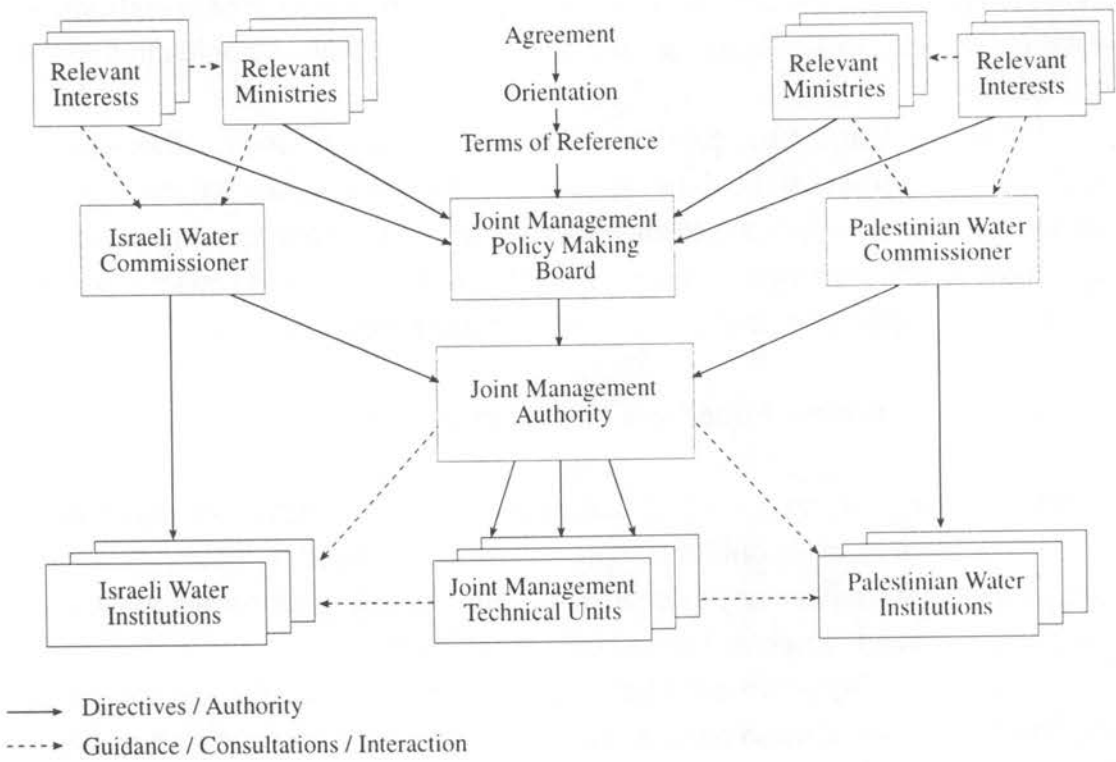 Relevant
Interests
Relevant
Ministries
Agreement
Orientation
Terms of Reference
Relevant
Ministries
Relevant
Interests
Israeli Water
Commissioner
Joint Management
Policy Making
Board
Palestinian Water
Commissioner
Joint Management
Authority
Israeli Water
Institutions
Joint Management
Technical Units
Palestinian Water
Institutions
Directives / Authority
Guidance / Consultations / Interaction